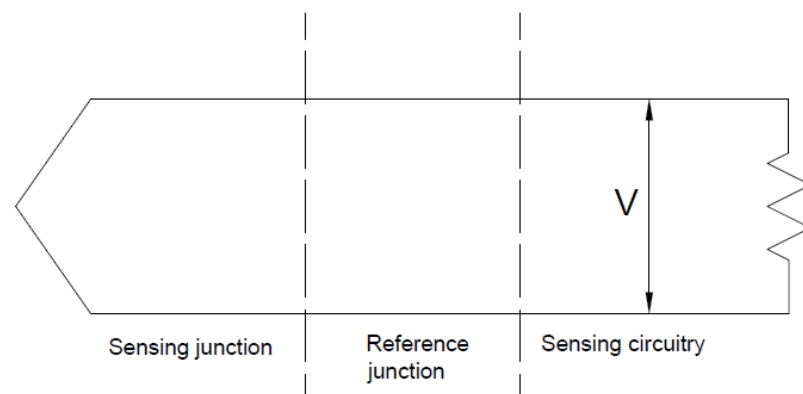 V
Sensing junction
Reference
junction
Sensing circuitry